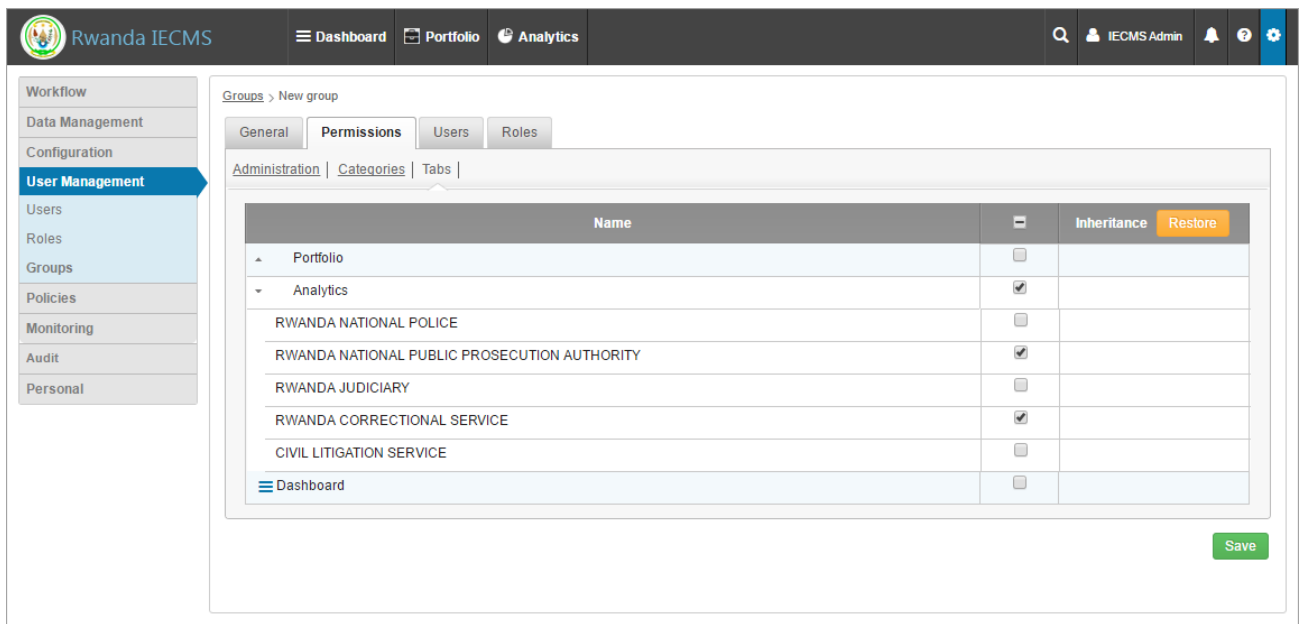 Rwanda IECMS Dashboard Portfolio Analytics IECMS Admin
Workflow
Data Management
Configuration
User Management
Users
Roles
Groups
Policies
Monitoring
Audit
Personal
Groups > New group
General Permissions Users Roles
Administration | Categories | Tabs |
Name Inheritance Restore
Portfolio
Analytics
RWANDA NATIONAL POLICE
RWANDA NATIONAL PUBLIC PROSECUTION AUTHORITY
RWANDA JUDICIARY
RWANDA CORRECTIONAL SERVICE
CIVIL LITIGATION SERVICE
Dashboard
Save